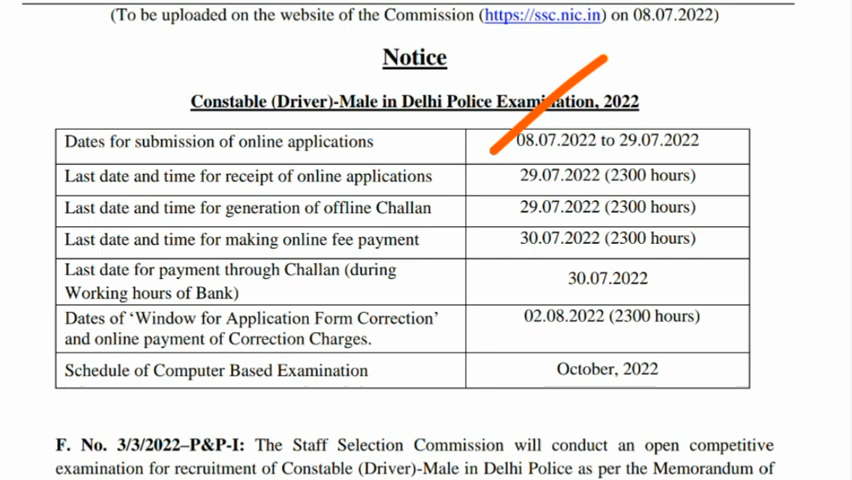 (To be uploaded on the website of the Commission (https://ssc.nic.in) on 08.07.2022)
Notice
Constable (Driver)-Male in Delhi Police Examination, 2022
Dates for submission of online applications 08.07.2022 to 29.07.2022
Last date and time for receipt of online applications 29.07.2022 (2300 hours)
Last date and time for generation of offline Challan 29.07.2022 (2300 hours)
Last date and time for making online fee payment 30.07.2022 (2300 hours)
Last date for payment through Challan (during
Working hours of Bank) 30.07.2022
Dates of ‘Window for Application Form Correction’
and online payment of Correction Charges. 02.08.2022 (2300 hours)
Schedule of Computer Based Examination October, 2022
F. No. 3/3/2022–P&P-I: The Staff Selection Commission will conduct an open competitive
examination for recruitment of Constable (Driver)-Male in Delhi Police as per the Memorandum of